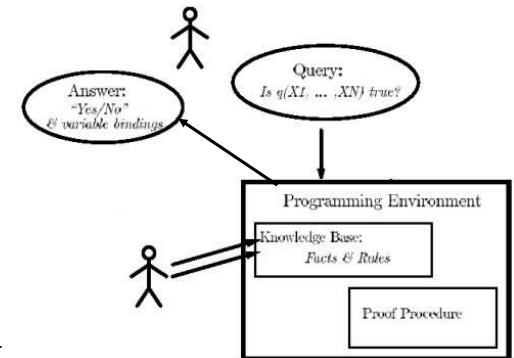 Answer:
"Yes/No"
& variable bindings
Query:
Is q(X1, ... ,XN) true?
Programming Environment
Knowledge Base:
Facts & Rules
Proof Procedure